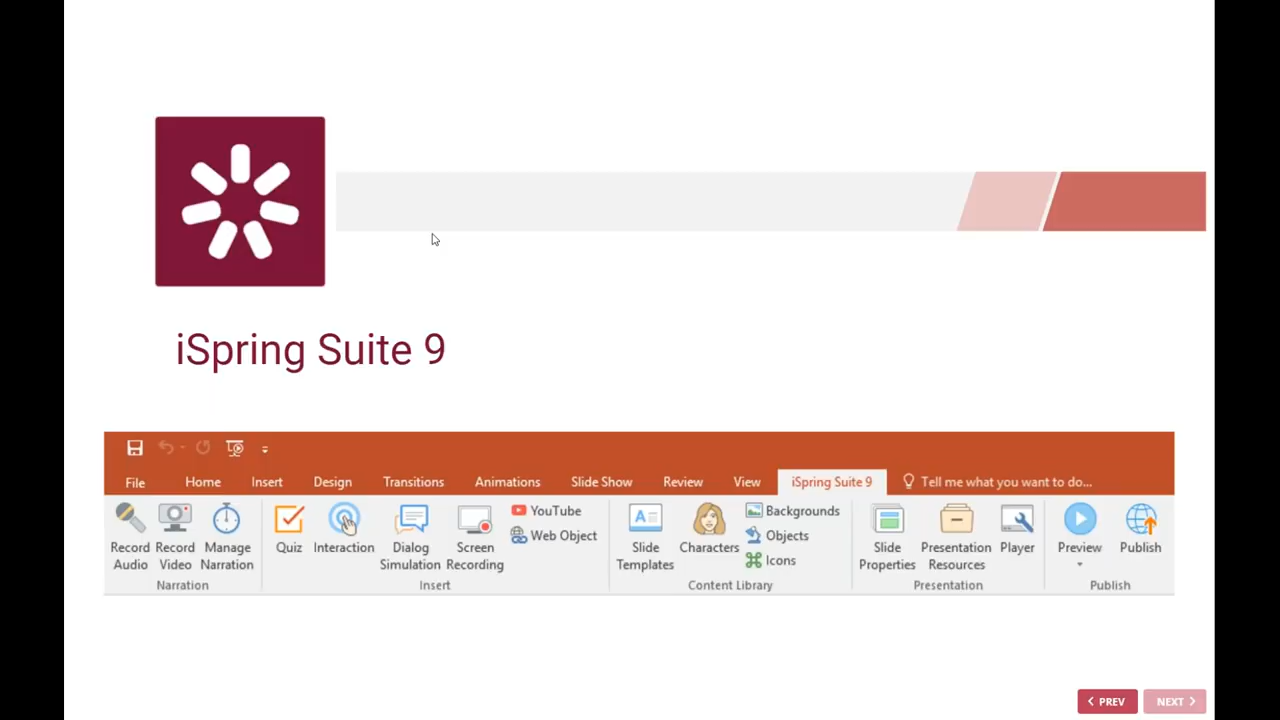 iSpring Suite 9
File Home Insert Design Transitions Animations Slide Show Review View iSpring Suite 9 Tell me what you want to do...
Record Audio
Record Video
Manage Narration
Narration
Quiz
Interaction
Dialog Simulation
Screen Recording
YouTube
Web Object
Insert
Slide Templates
Characters
Backgrounds
Objects
Icons
Content Library
Slide Properties
Presentation Resources
Player
Presentation
Preview
Publish
Publish
PREV NEXT